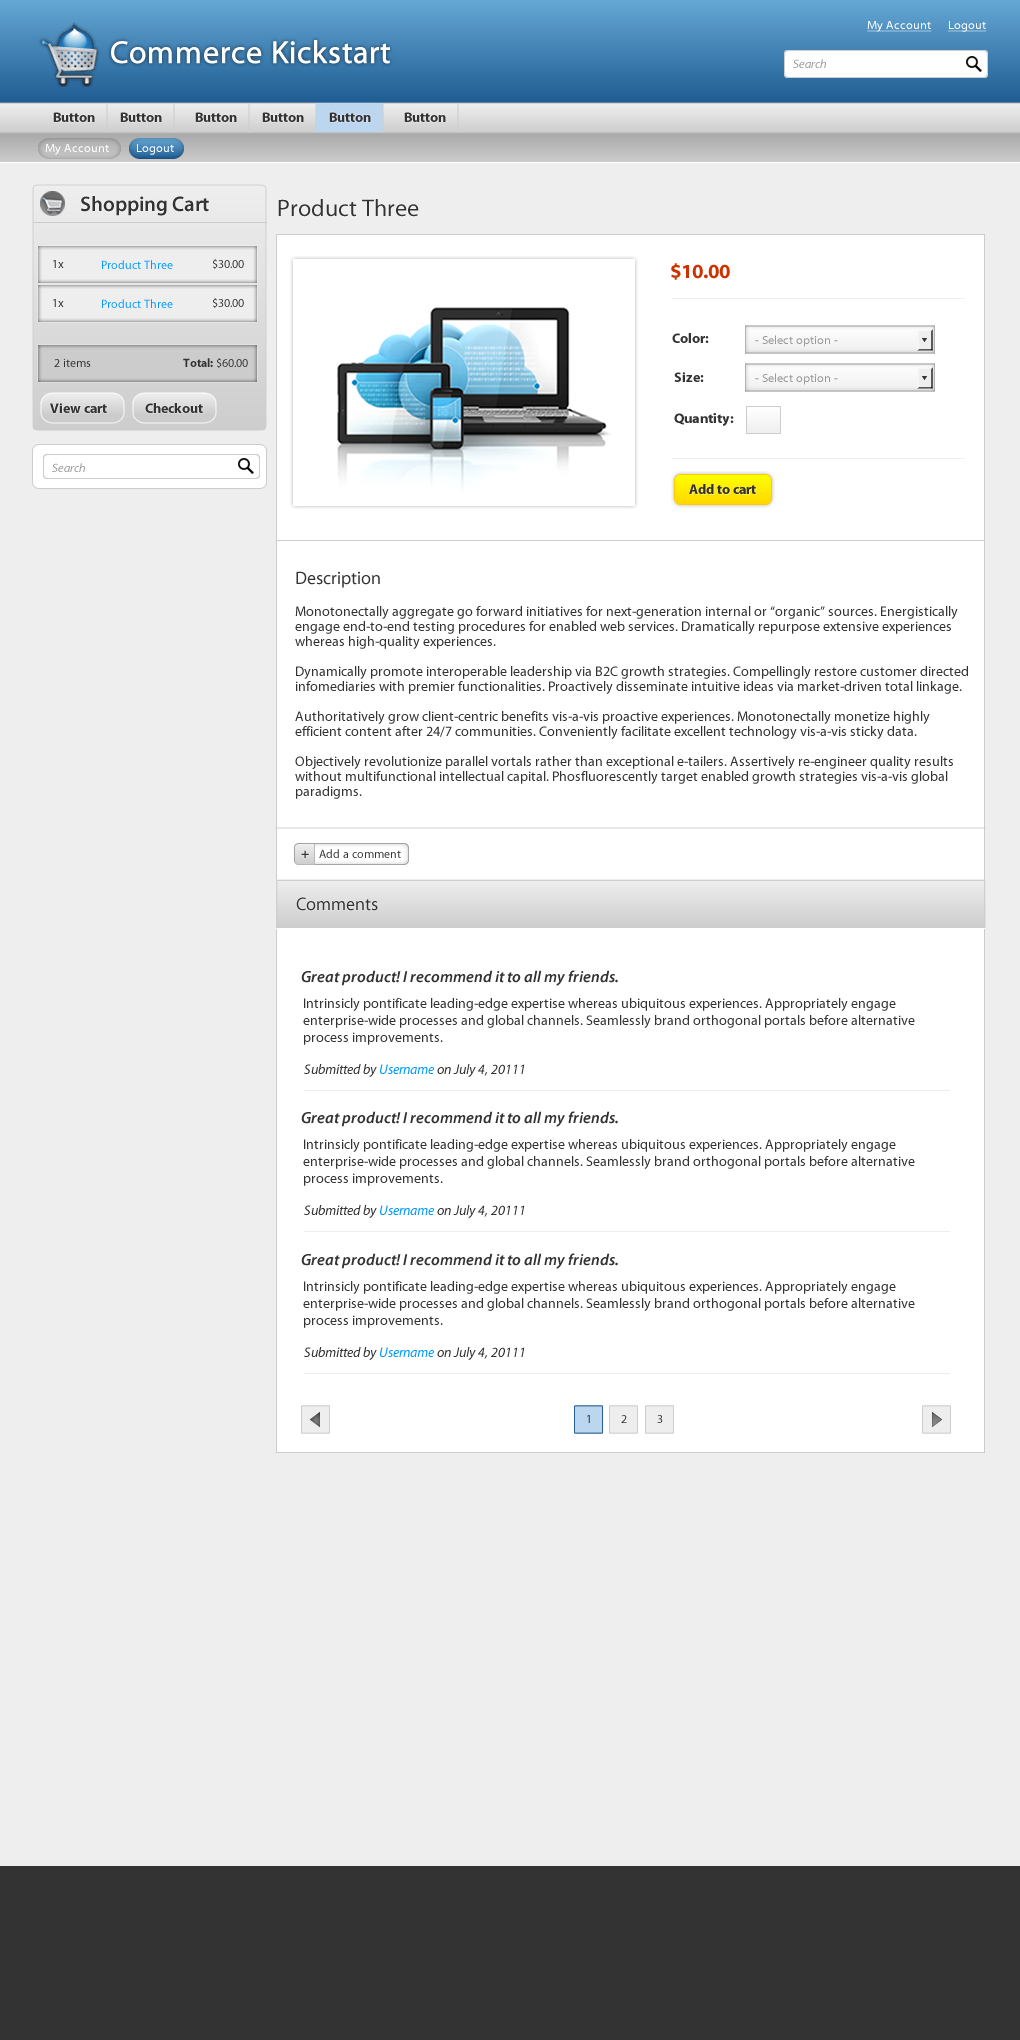 My Account Logout
Commerce Kickstart
Search
Button Button Button Button Button Button
My Account Logout
Shopping Cart
1x Product Three $30.00
1x Product Three $30.00
2 items Total: $60.00
View cart Checkout
Search
Product Three
$10.00
Color: - Select option -
Size: - Select option -
Quantity:
Add to cart
Description
Monotonectally aggregate go forward initiatives for next-generation internal or “organic” sources. Energistically
engage end-to-end testing procedures for enabled web services. Dramatically repurpose extensive experiences
whereas high-quality experiences.
Dynamically promote interoperable leadership via B2C growth strategies. Compellingly restore customer directed
infomediaries with premier functionalities. Proactively disseminate intuitive ideas via market-driven total linkage.
Authoritatively grow client-centric benefits vis-a-vis proactive experiences. Monotonectally monetize highly
efficient content after 24/7 communities. Conveniently facilitate excellent technology vis-a-vis sticky data.
Objectively revolutionize parallel vortals rather than exceptional e-tailers. Assertively re-engineer quality results
without multifunctional intellectual capital. Phosfluorescently target enabled growth strategies vis-a-vis global
paradigms.
+ Add a comment
Comments
Great product! I recommend it to all my friends.
Intrinsicly pontificate leading-edge expertise whereas ubiquitous experiences. Appropriately engage
enterprise-wide processes and global channels. Seamlessly brand orthogonal portals before alternative
process improvements.
Submitted by Username on July 4, 20111
Great product! I recommend it to all my friends.
Intrinsicly pontificate leading-edge expertise whereas ubiquitous experiences. Appropriately engage
enterprise-wide processes and global channels. Seamlessly brand orthogonal portals before alternative
process improvements.
Submitted by Username on July 4, 20111
Great product! I recommend it to all my friends.
Intrinsicly pontificate leading-edge expertise whereas ubiquitous experiences. Appropriately engage
enterprise-wide processes and global channels. Seamlessly brand orthogonal portals before alternative
process improvements.
Submitted by Username on July 4, 20111
1 2 3